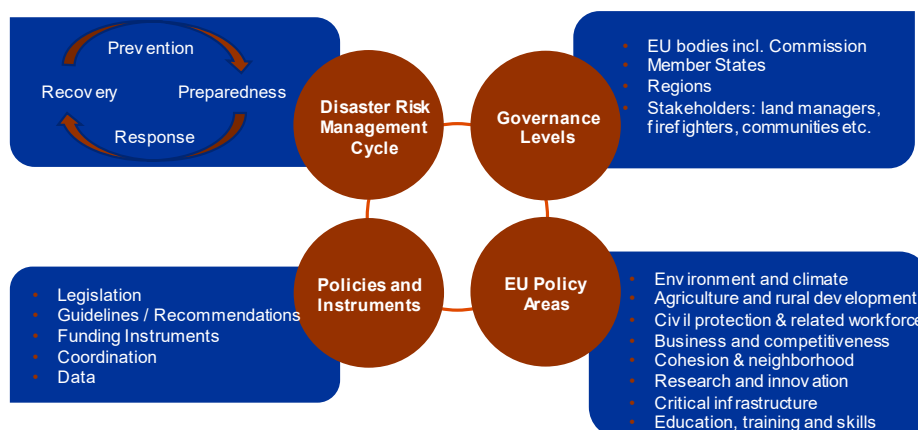 Prevention
Recovery
Preparedness
Response
Disaster Risk
Management
Cycle
Governance
Levels
EU bodies incl. Commission
Member States
Regions
Stakeholders: land managers,
firefighters, communities etc.
Policies and
Instruments
Legislation
Guidelines / Recommendations
Funding Instruments
Coordination
Data
EU Policy
Areas
Environment and climate
Agriculture and rural development
Civil protection & related workforce
Business and competitiveness
Cohesion & neighborhood
Research and innovation
Critical infrastructure
Education, training and skills